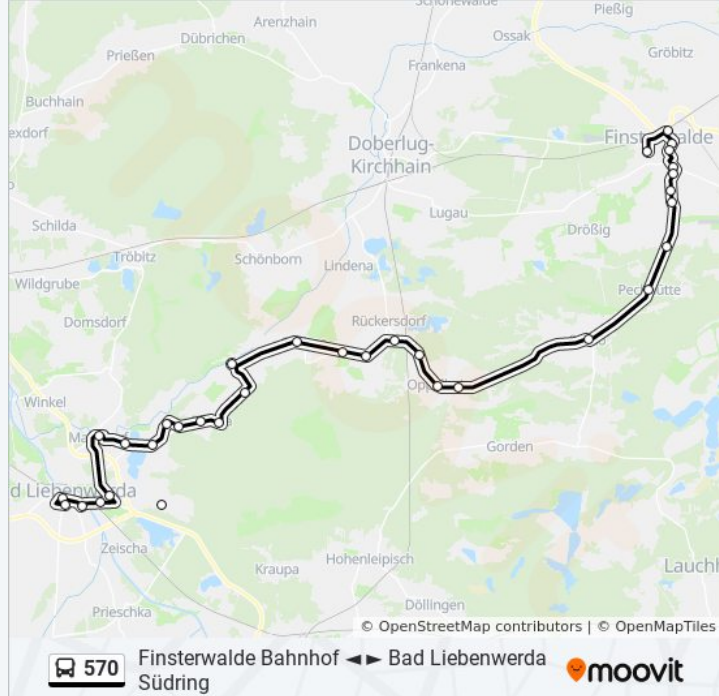 Schönewalde
Pießig
Arenzhain
Ossak
Dübrichen
Gröbitz
Prießen
Frankena
Buchhain
exdorf
Finsterwalde
Doberlug-
Kirchhain
Lugau
Schilda
Drößig
Tröbitz
Schönborn
Lindena
Wildgrube
Domsdorf
Rückersdorf
Opp
Winkel
Gorden
d Liebenwerda
Zeischa
Hohenleipisch
Kraupa
Lauchh
Döllingen
Prieschka
© OpenStreetMap contributors | © OpenMapTiles
570
Finsterwalde Bahnhof ◄► Bad Liebenwerda
Südring
moovit